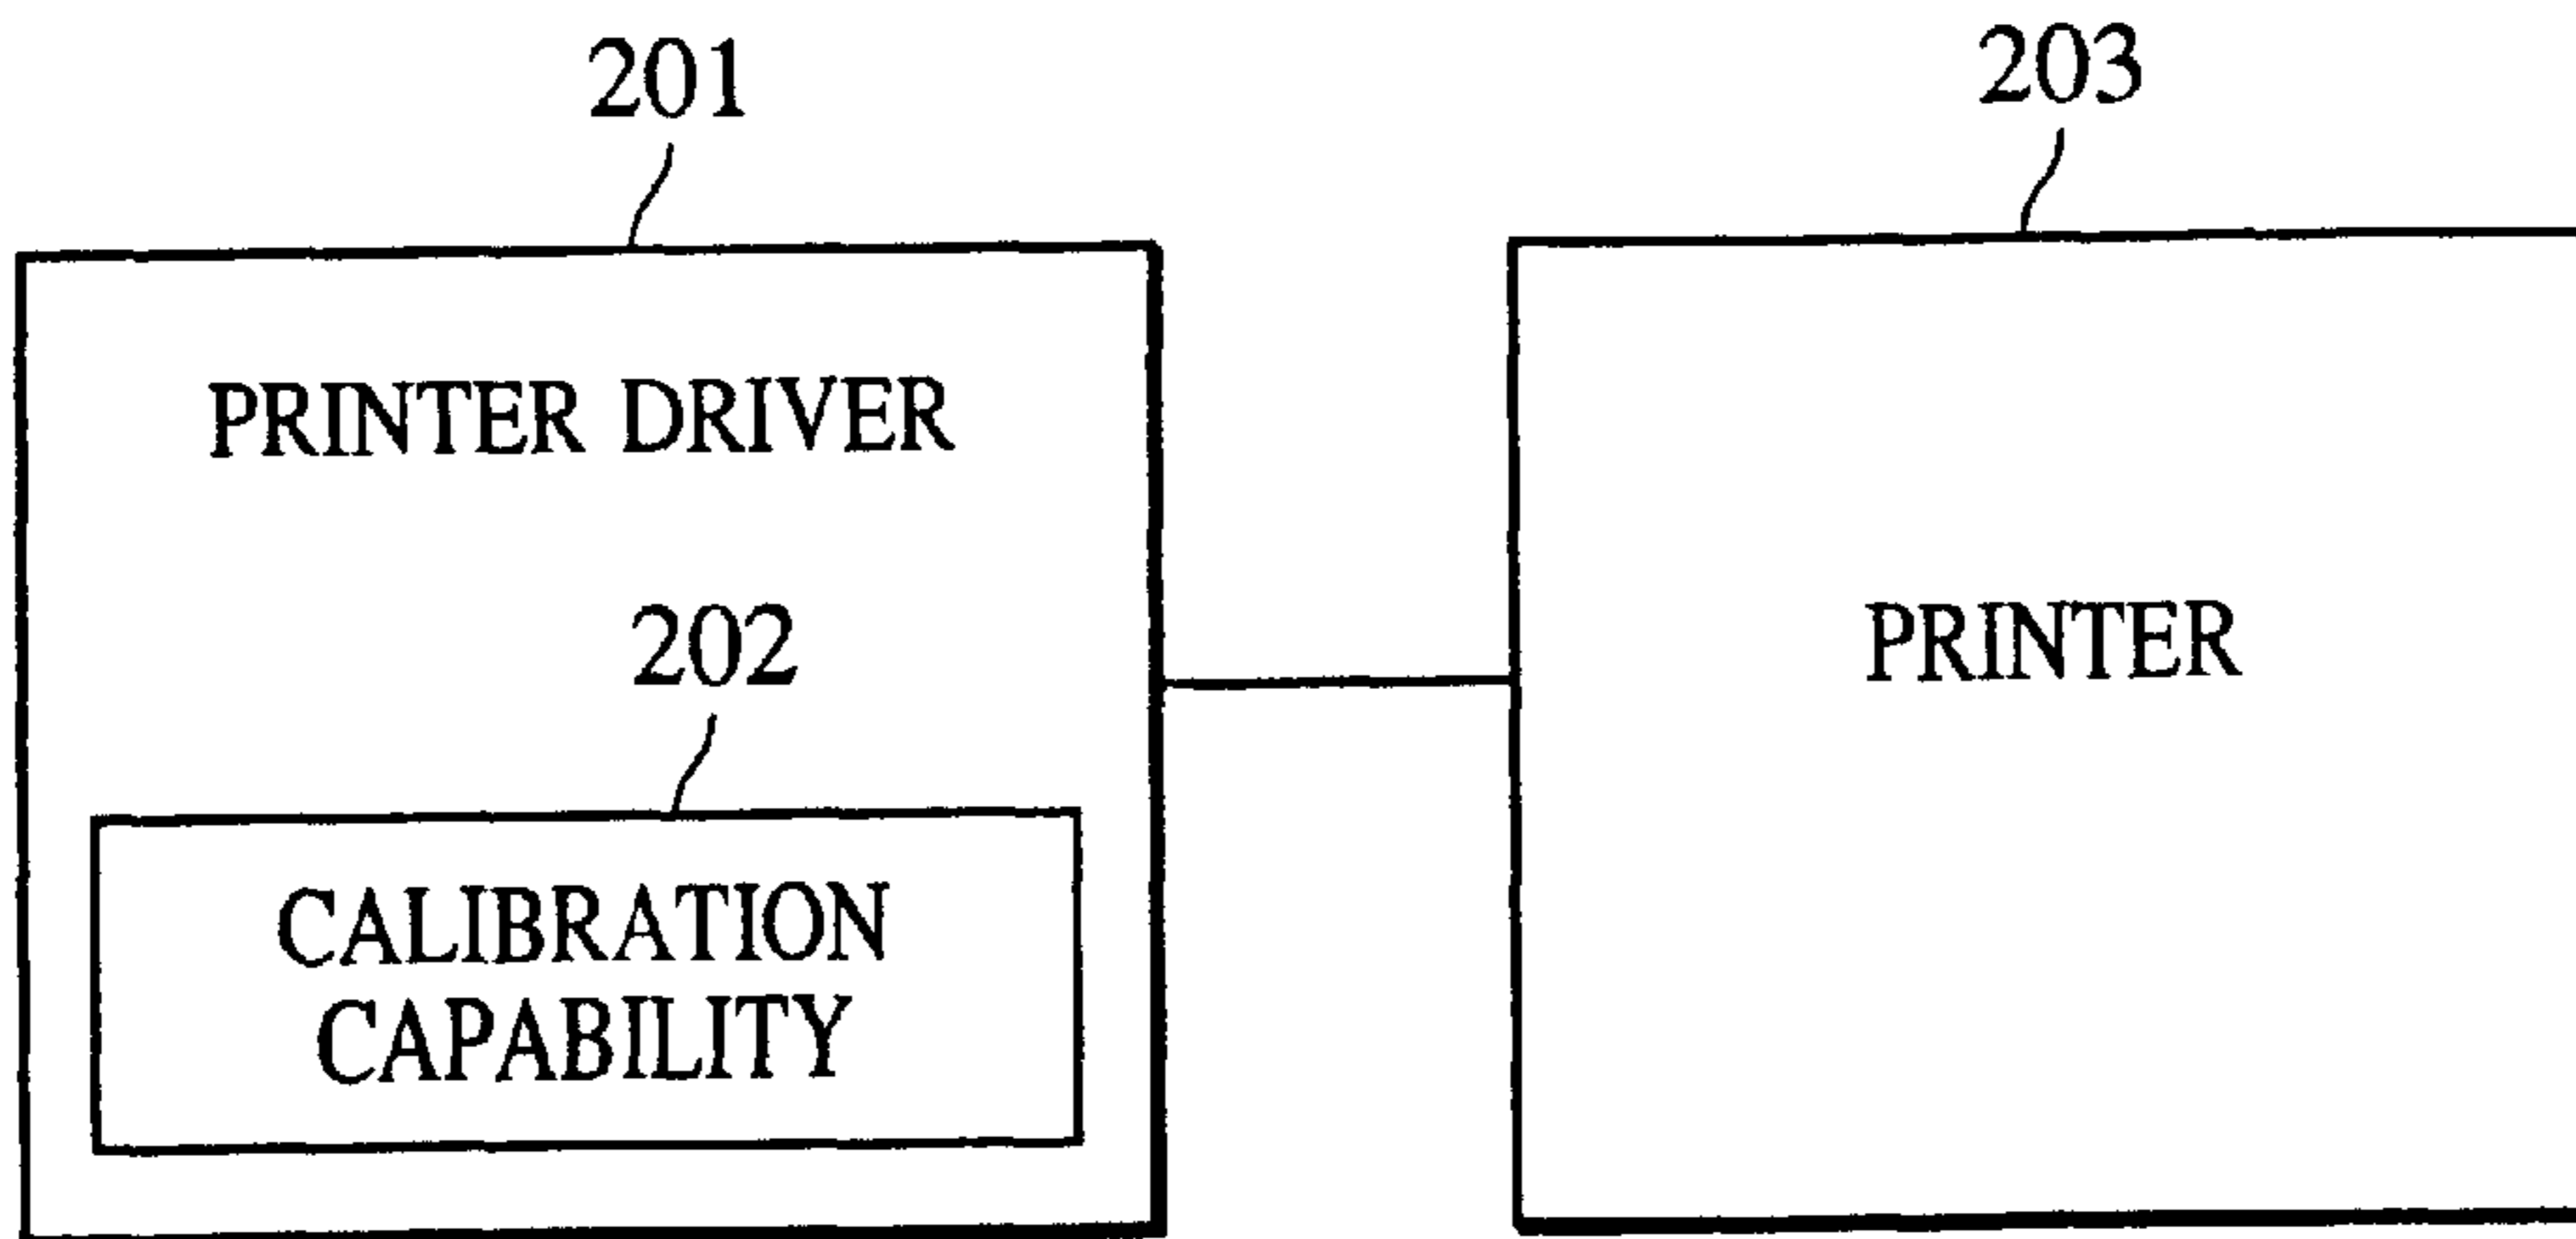 201
203
PRINTER DRIVER
202
PRINTER
CALIBRATION
CAPABILITY